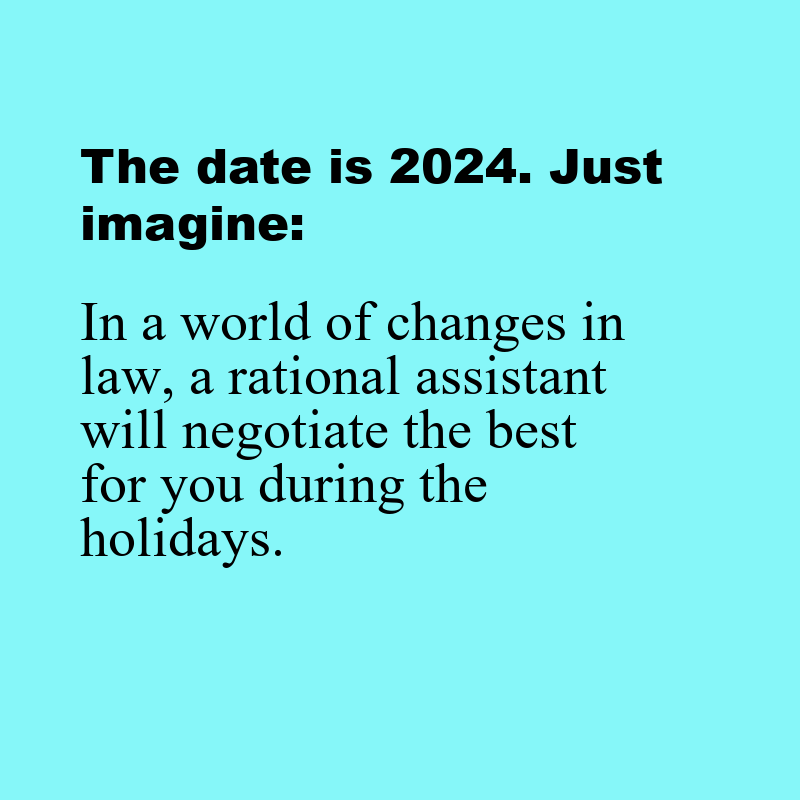 The date is 2024. Just
imagine:
In a world of changes in
law, a rational assistant
will negotiate the best
for you during the
holidays.